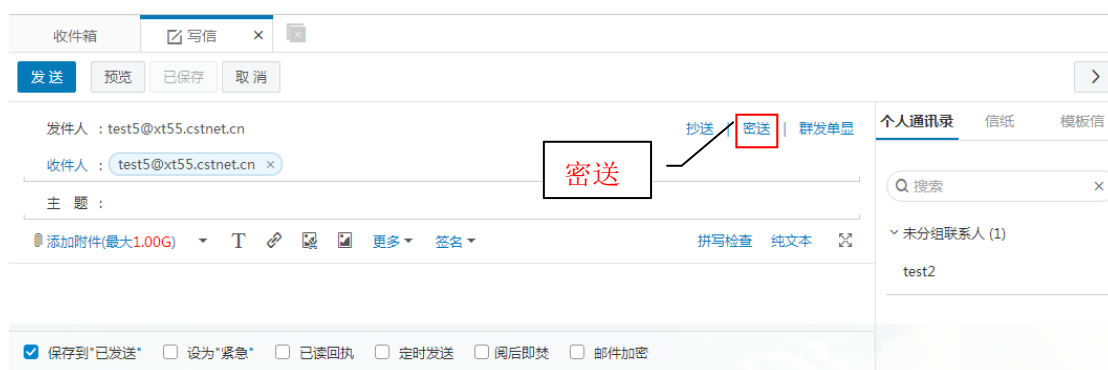 收件箱 写信 ×
发送 预览 已保存 取消
发件人 ：test5@xt55.cstnet.cn 抄送 | 密送 | 群发单显
个人通讯录 信纸 模板信
收件人 ：test5@xt55.cstnet.cn ×
密送
搜索 ×
主 题 ：
添加附件(最大1.00G) T 更多 签名 拼写检查 纯文本
未分组联系人 (1)
test2
保存到"已发送" 设为"紧急" 已读回执 定时发送 阅后即焚 邮件加密